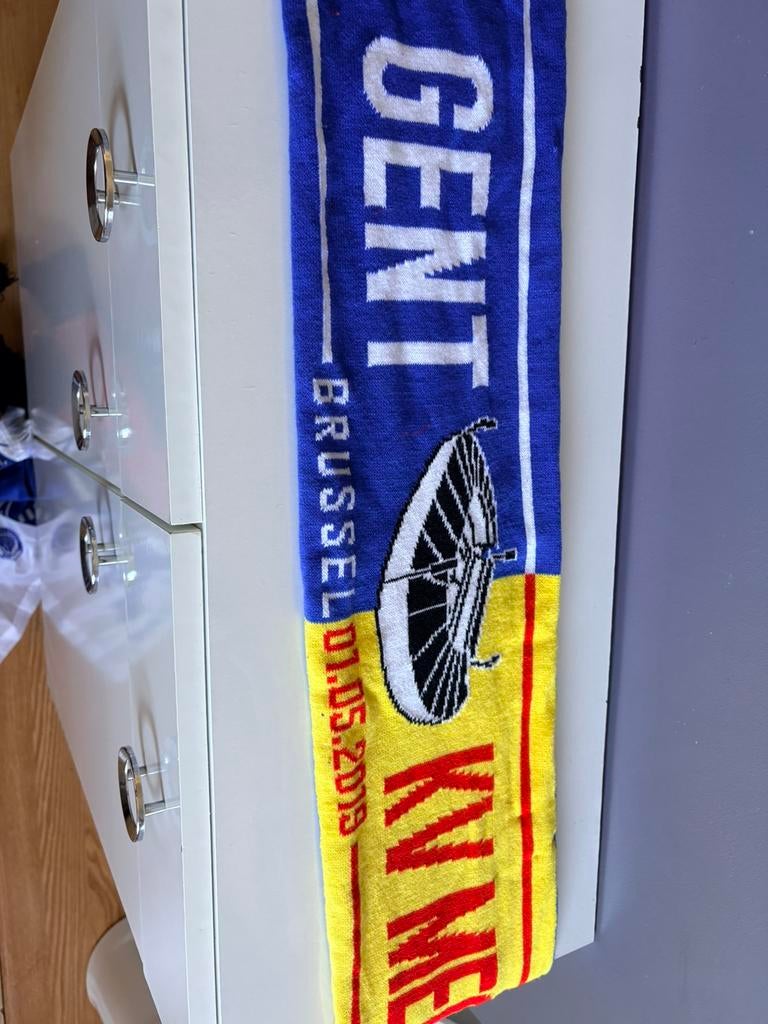 GENT KV ME
BRUSSEL 01.05.2019